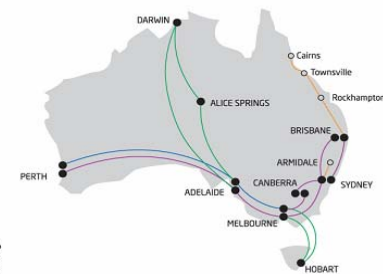 DARWIN
Cairns
Townsville
ALICE SPRINGS
Rockhampton
BRISBANE
ARMIDALE
PERTH
CANBERRA
ADELAIDE
SYDNEY
MELBOURNE
HOBART